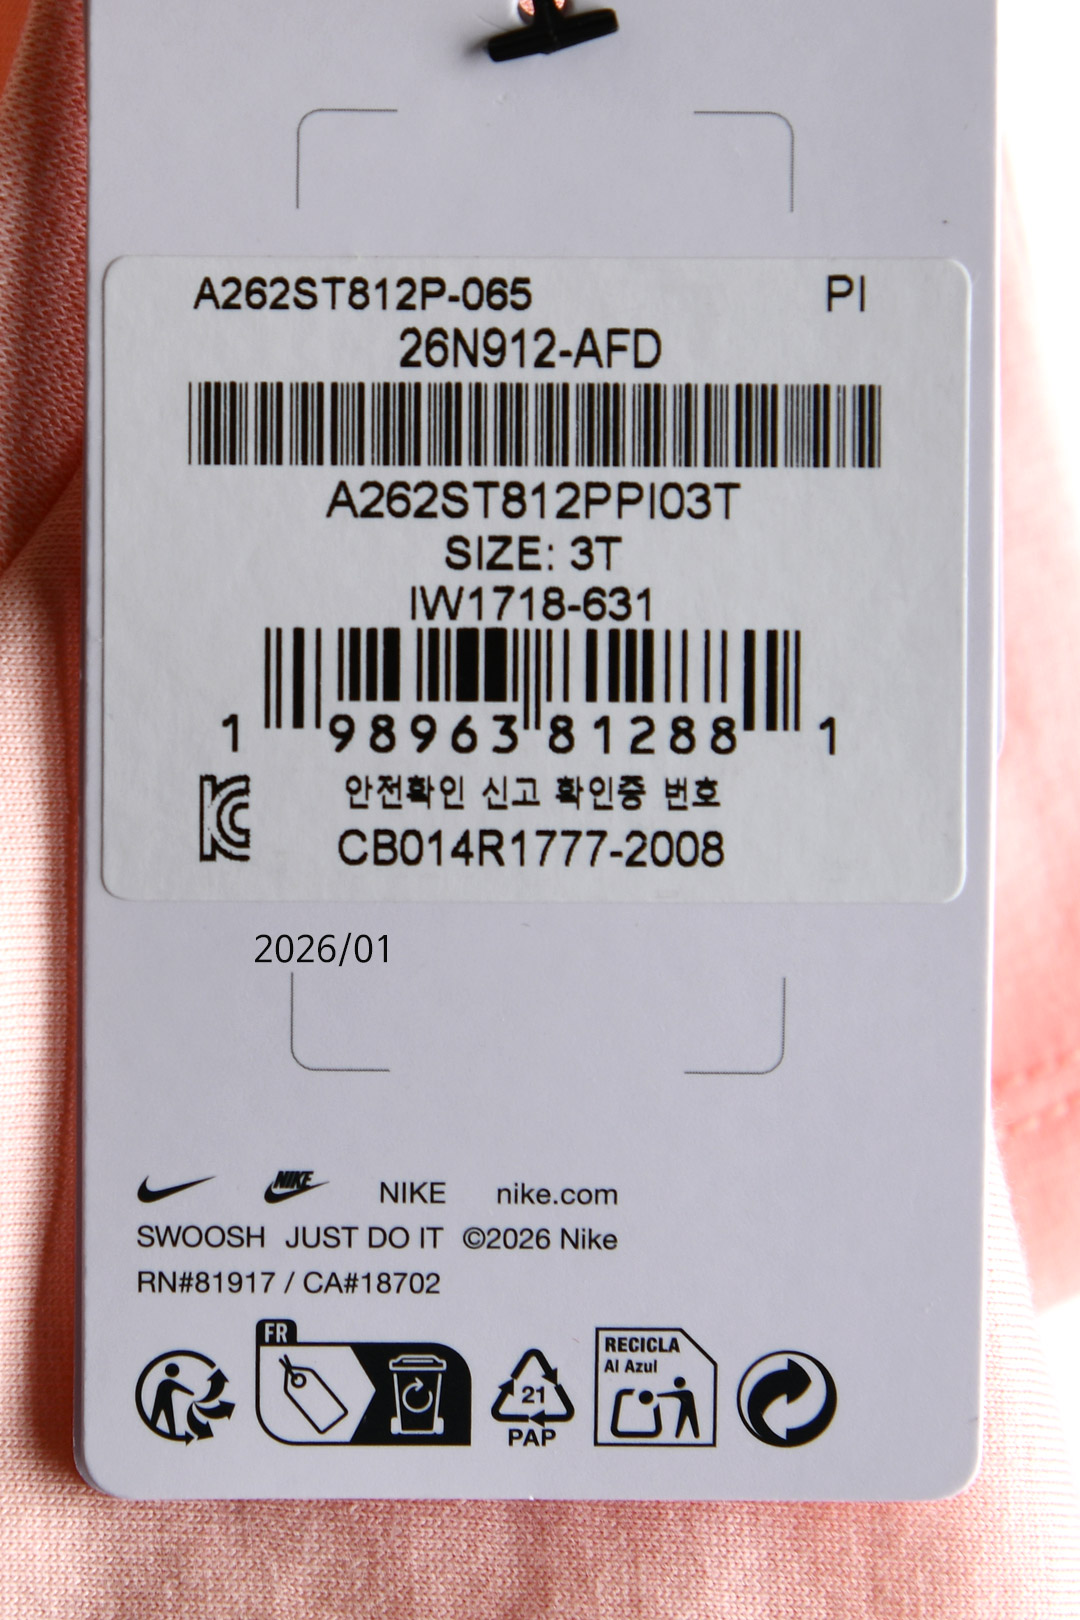 A262ST812P-065 PI
26N912-AFD
A262ST812PPI03T
SIZE: 3T
IW1718-631
1 98963 81288 1
안전확인 신고 확인증 번호
CB014R1777-2008
2026/01
NIKE NIKE nike.com
SWOOSH JUST DO IT ©2026 Nike
RN#81917 / CA#18702
FR
RECICLA
Al Azul
21
PAP